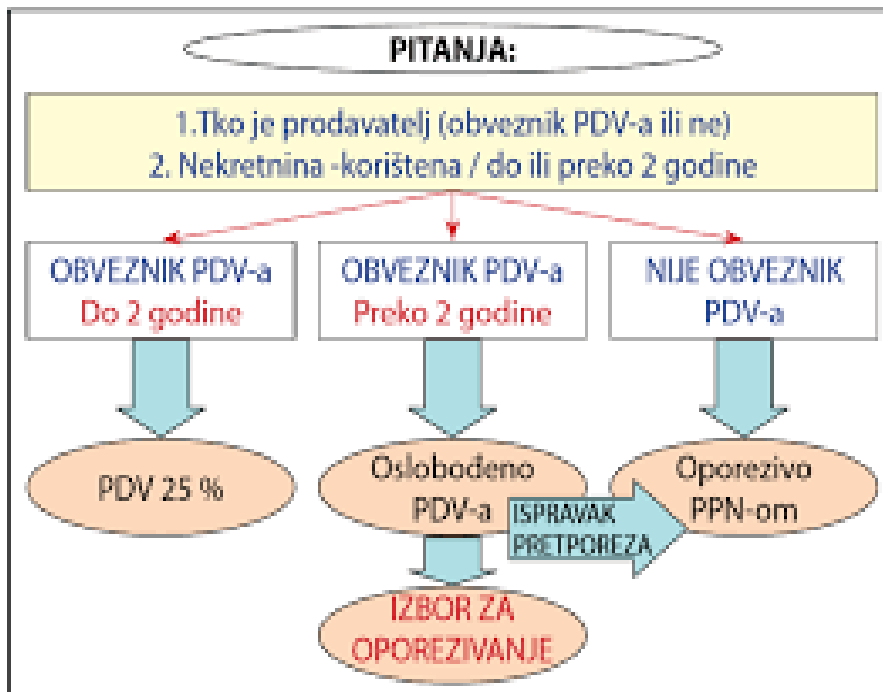 PITANJA:
1.Tko je prodavatelj (obveznik PDV-a ili ne)
2. Nekretnina -korištena / do ili preko 2 godine
OBVEZNIK PDV-a
Do 2 godine
OBVEZNIK PDV-a
Preko 2 godine
NIJE OBVEZNIK
PDV-a
PDV 25 %
Oslobođeno
PDV-a
ISPRAVAK
PRETPOREZA
Oporezivo
PPN-om
IZBOR ZA
OPOREZIVANJE